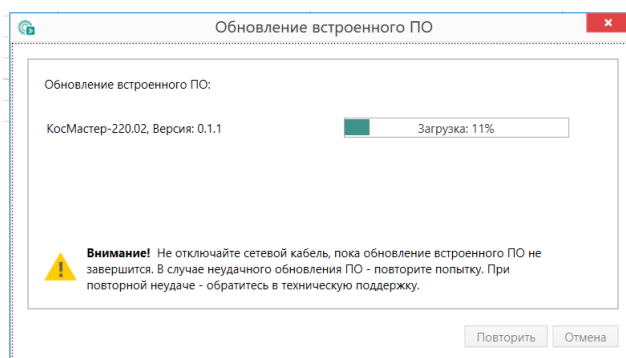 Обновление встроенного ПО
Обновление встроенного ПО:
КосМастер-220.02, Версия: 0.1.1
Загрузка: 11%
Внимание! Не отключайте сетевой кабель, пока обновление встроенного ПО не
завершится. В случае неудачного обновления ПО - повторите попытку. При
повторной неудаче - обратитесь в техническую поддержку.
Повторить
Отмена